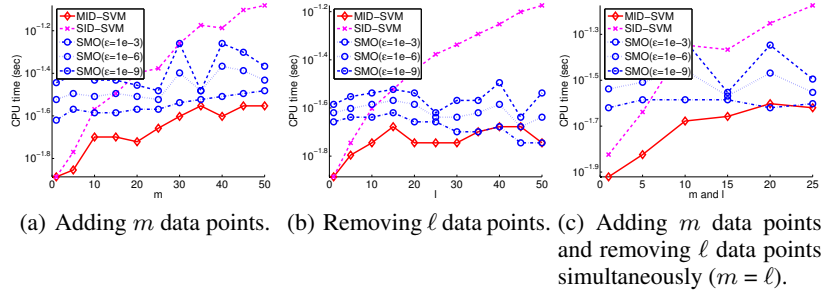 MID-SVM
SID-SVM
SMO(ε=1e-3)
SMO(ε=1e-6)
SMO(ε=1e-9)
10^-1.2
10^-1.4
10^-1.6
10^-1.8
CPU time (sec)
0 10 20 30 40 50
m
MID-SVM
SID-SVM
SMO(ε=1e-3)
SMO(ε=1e-6)
SMO(ε=1e-9)
10^-1.2
10^-1.4
10^-1.6
10^-1.8
CPU time (sec)
0 10 20 30 40 50
l
MID-SVM
SID-SVM
SMO(ε=1e-3)
SMO(ε=1e-6)
SMO(ε=1e-9)
10^-1.3
10^-1.5
10^-1.7
10^-1.9
CPU time (sec)
0 5 10 15 20 25
m and l
(a) Adding m data points.
(b) Removing ℓ data points.
(c) Adding m data points
and removing ℓ data points
simultaneously (m = ℓ).